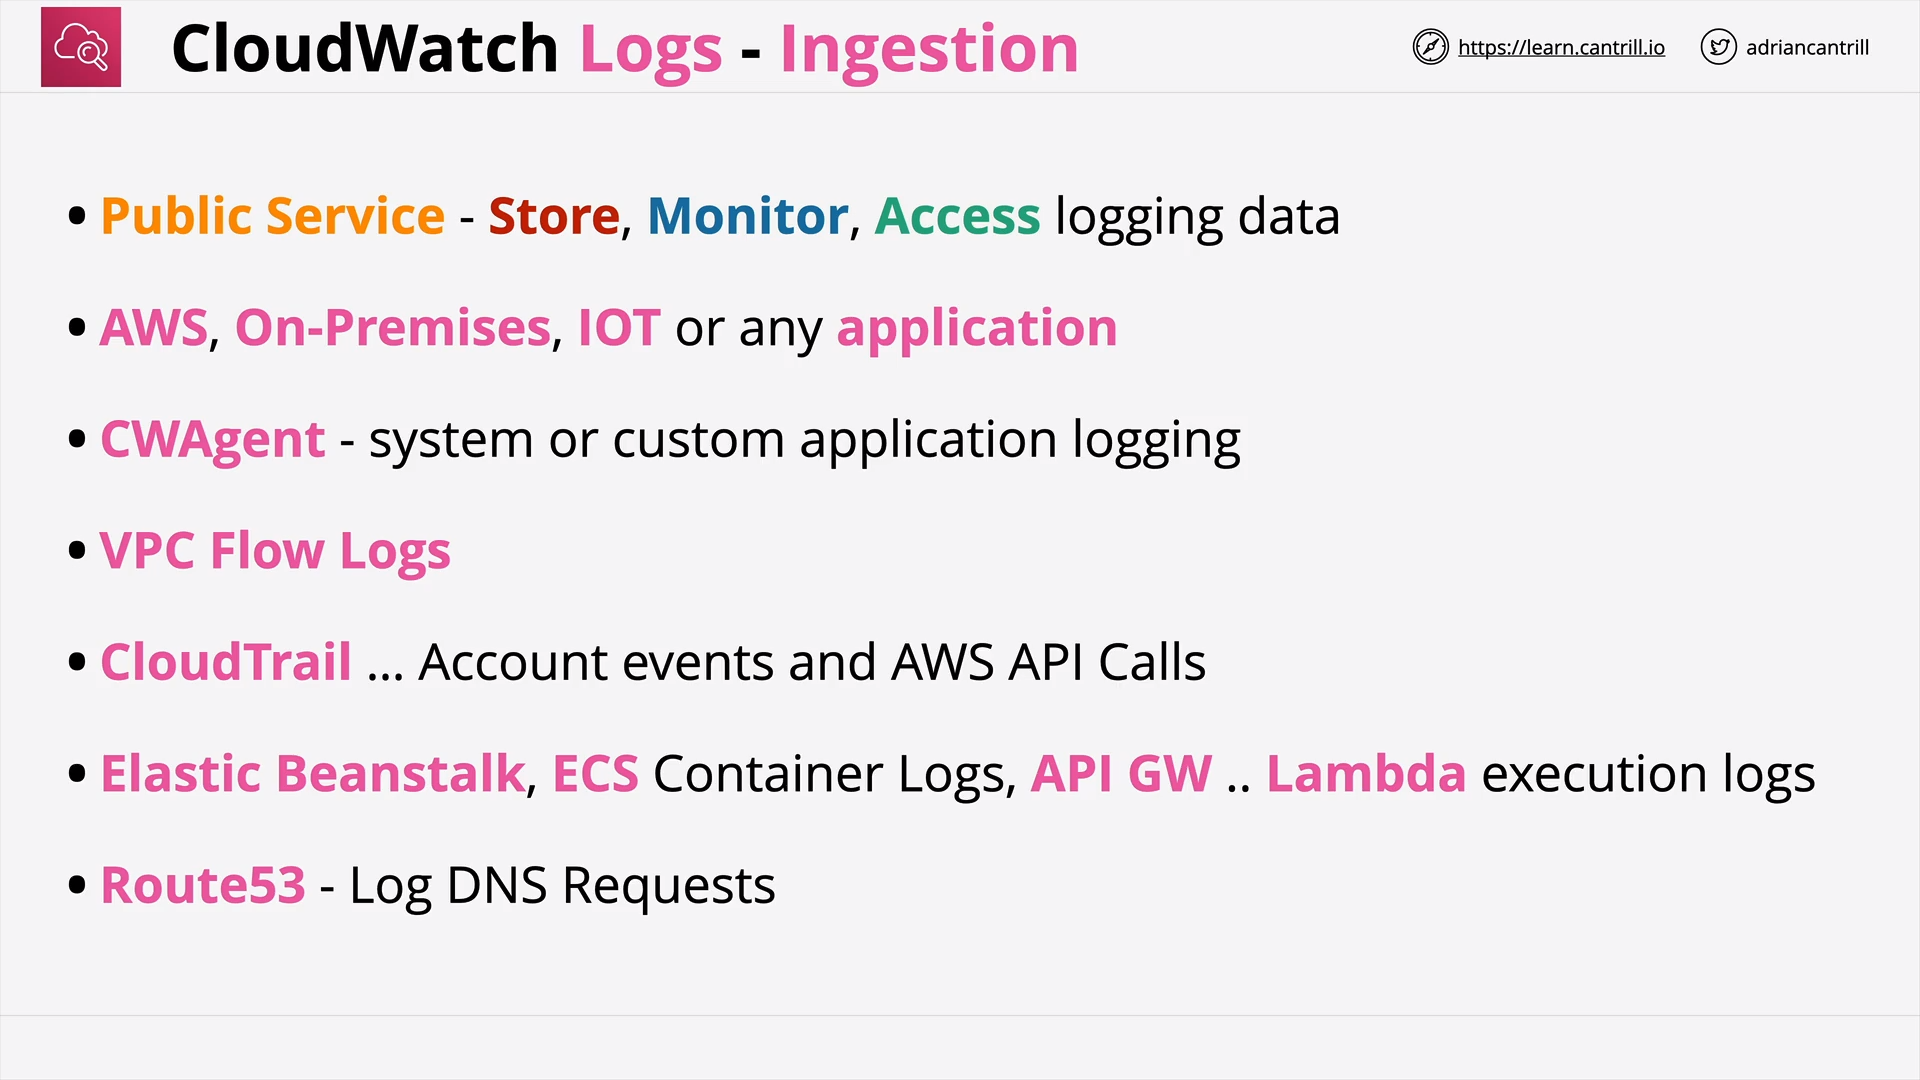 CloudWatch Logs - Ingestion
https://learn.cantrill.io
adriancantrill
• Public Service - Store, Monitor, Access logging data
• AWS, On-Premises, IOT or any application
• CWAgent - system or custom application logging
• VPC Flow Logs
• CloudTrail ... Account events and AWS API Calls
• Elastic Beanstalk, ECS Container Logs, API GW .. Lambda execution logs
• Route53 - Log DNS Requests